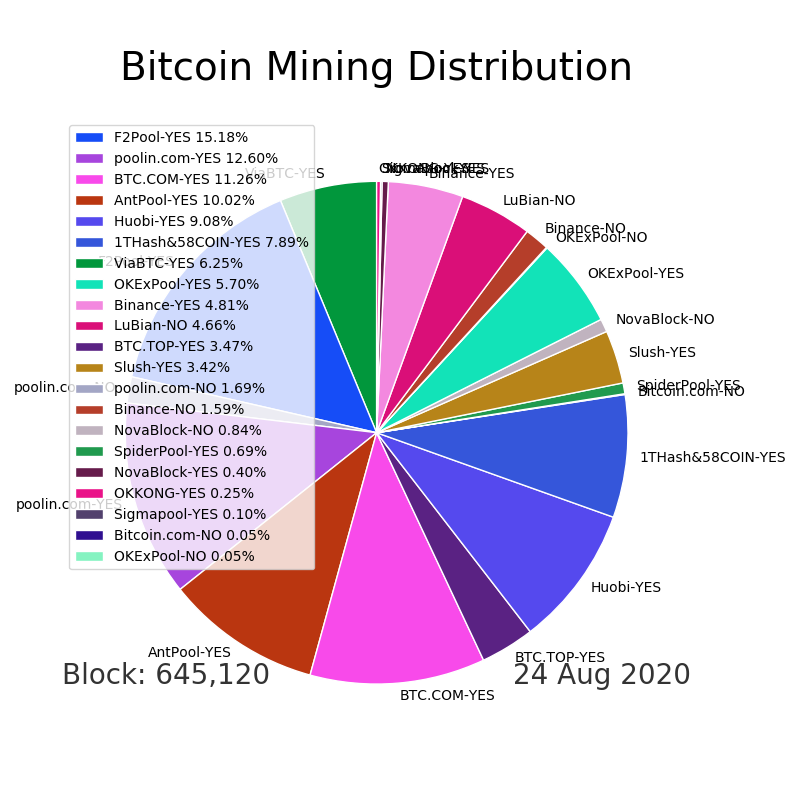 Bitcoin Mining Distribution
F2Pool-YES 15.18%
poolin.com-YES 12.60%
BTC.COM-YES 11.26%
AntPool-YES 10.02%
Huobi-YES 9.08%
1THash&58COIN-YES 7.89%
ViaBTC-YES 6.25%
OKExPool-YES 5.70%
Binance-YES 4.81%
LuBian-NO 4.66%
BTC.TOP-YES 3.47%
Slush-YES 3.42%
poolin.com-NO 1.69%
Binance-NO 1.59%
NovaBlock-NO 0.84%
SpiderPool-YES 0.69%
NovaBlock-YES 0.40%
OKKONG-YES 0.25%
Sigmapool-YES 0.10%
Bitcoin.com-NO 0.05%
OKExPool-NO 0.05%
ViaBTC-YES
Binance-YES
LuBian-NO
Binance-NO
OKExPool-NO
OKExPool-YES
NovaBlock-NO
Slush-YES
SpiderPool-YES
Bitcoin.com-NO
1THash&58COIN-YES
Huobi-YES
BTC.TOP-YES
BTC.COM-YES
AntPool-YES
poolin.com-YES
poolin.com-NO
Block: 645,120
24 Aug 2020